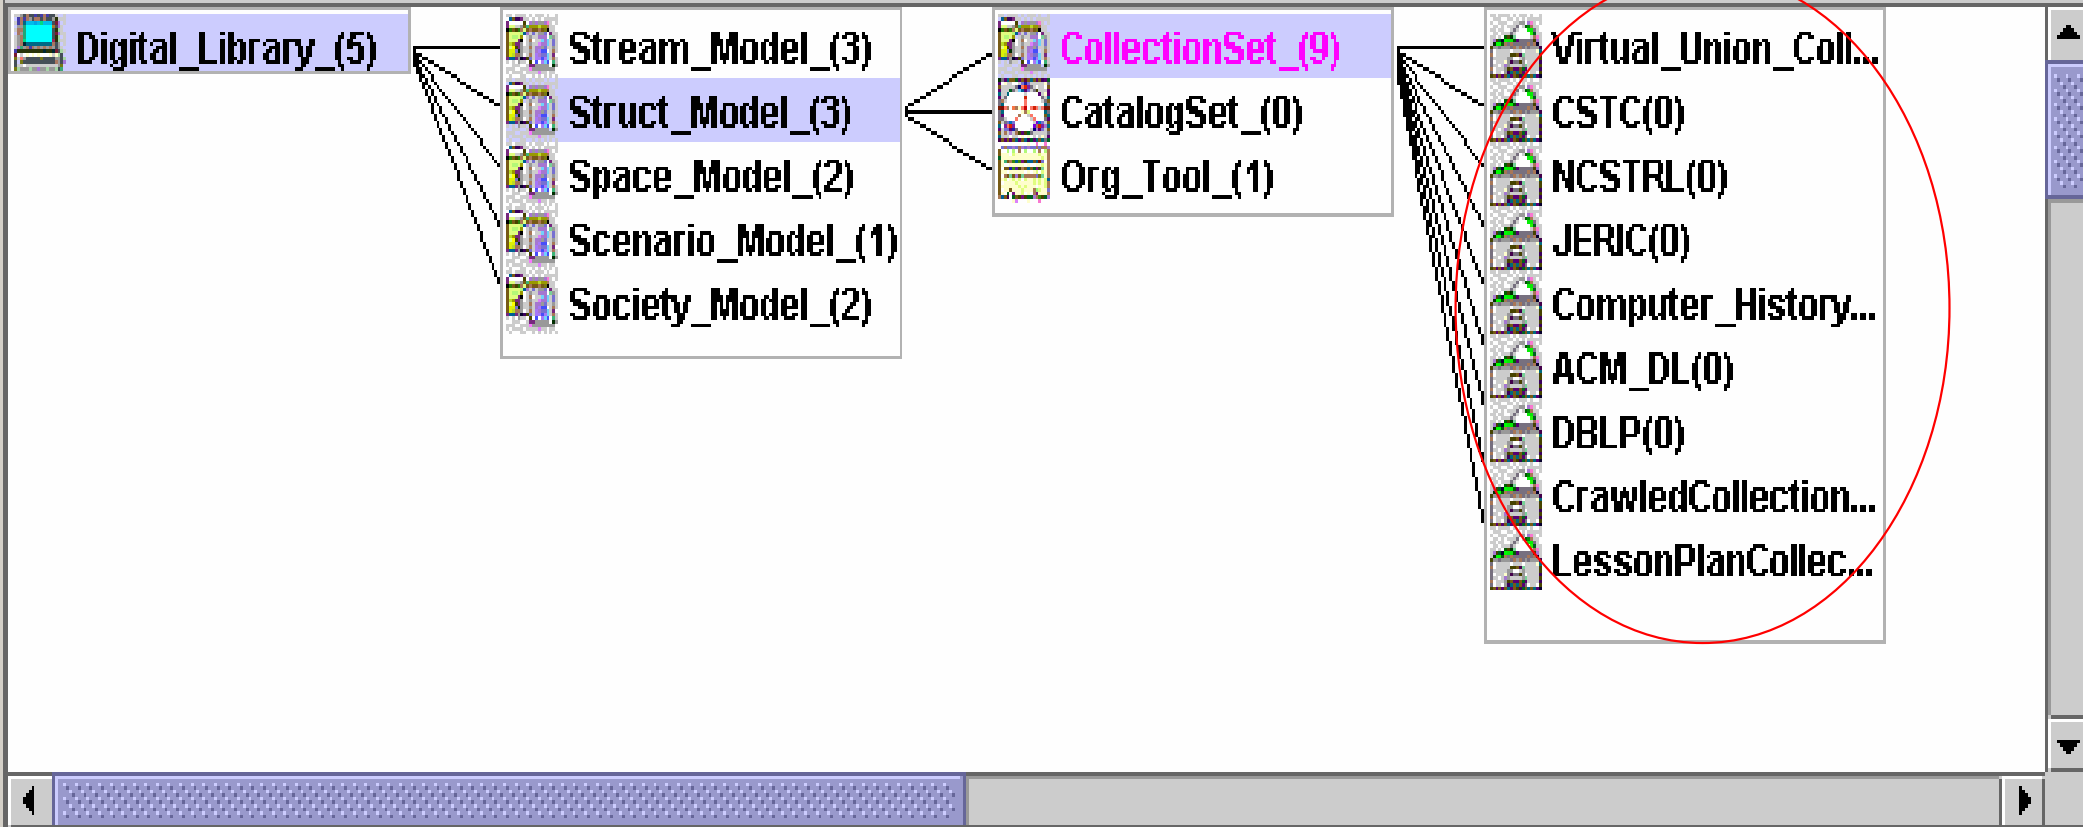 Digital_Library_(5)
Stream_Model_(3)
Struct_Model_(3)
Space_Model_(2)
Scenario_Model_(1)
Society_Model_(2)
CollectionSet_(9)
CatalogSet_(0)
Org_Tool_(1)
Virtual_Union_Coll...
CSTC(0)
NCSTRL(0)
JERIC(0)
Computer_History...
ACM_DL(0)
DBLP(0)
CrawledCollection...
LessonPlanCollec...